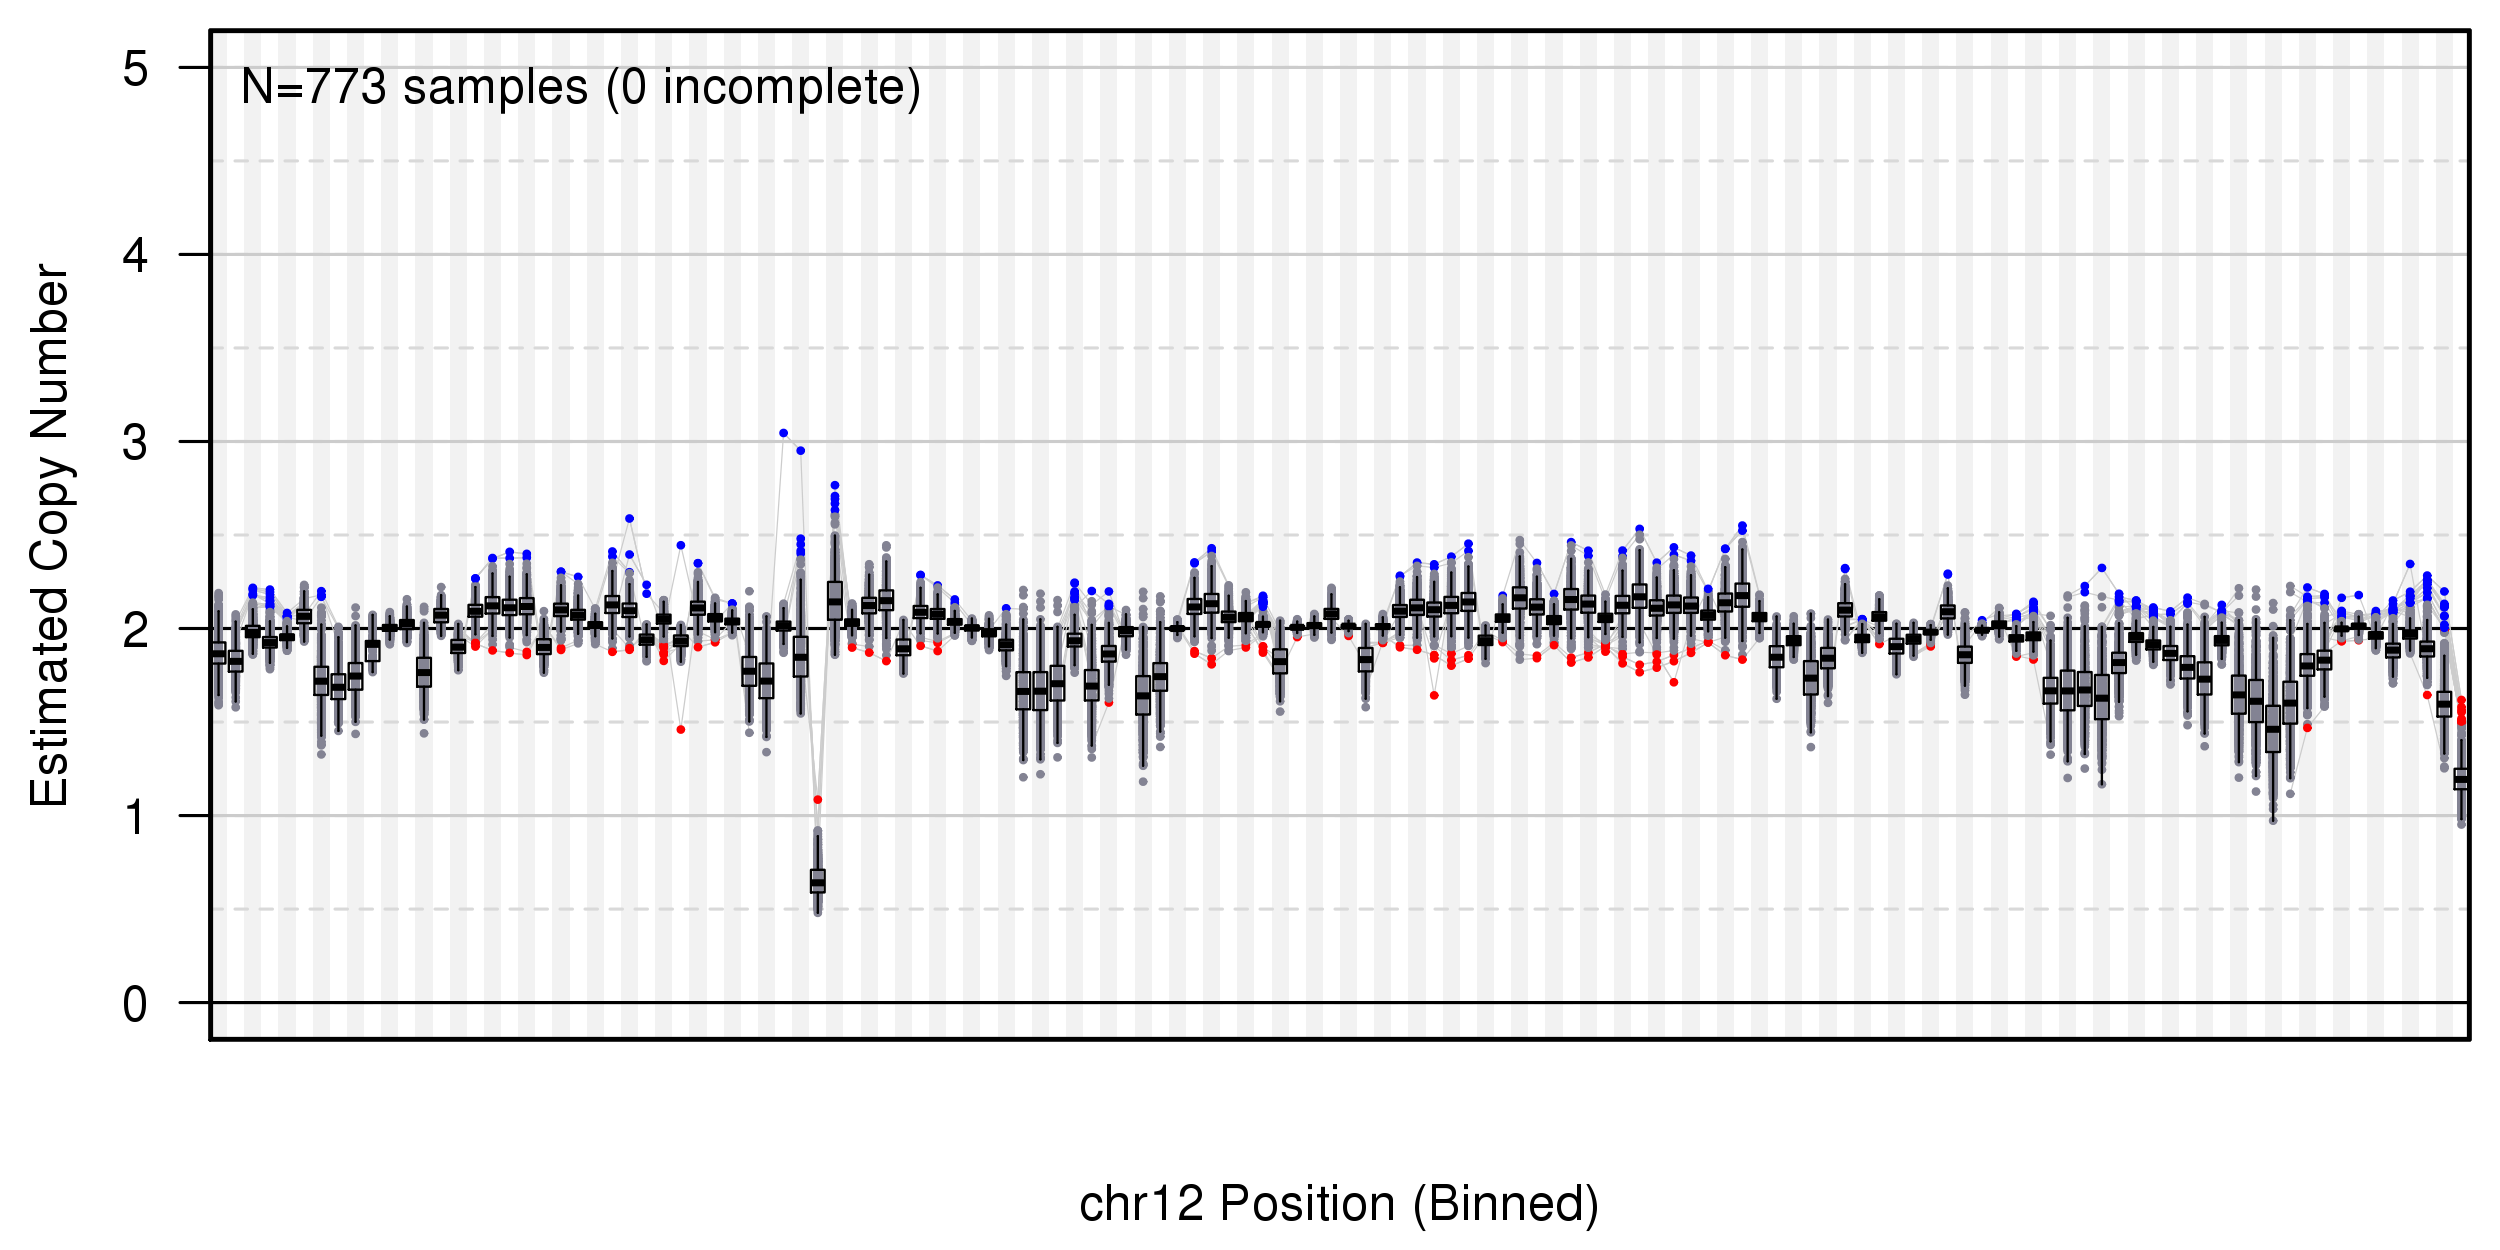 N=773 samples (0 incomplete)
5
4
3
2
1
0
Estimated Copy Number
chr12 Position (Binned)